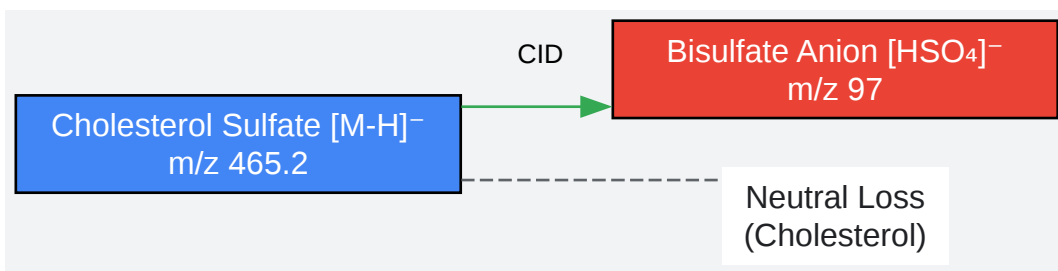 CID
Bisulfate Anion [HSO₄]⁻
m/z 97
Cholesterol Sulfate [M-H]⁻
m/z 465.2
Neutral Loss
(Cholesterol)